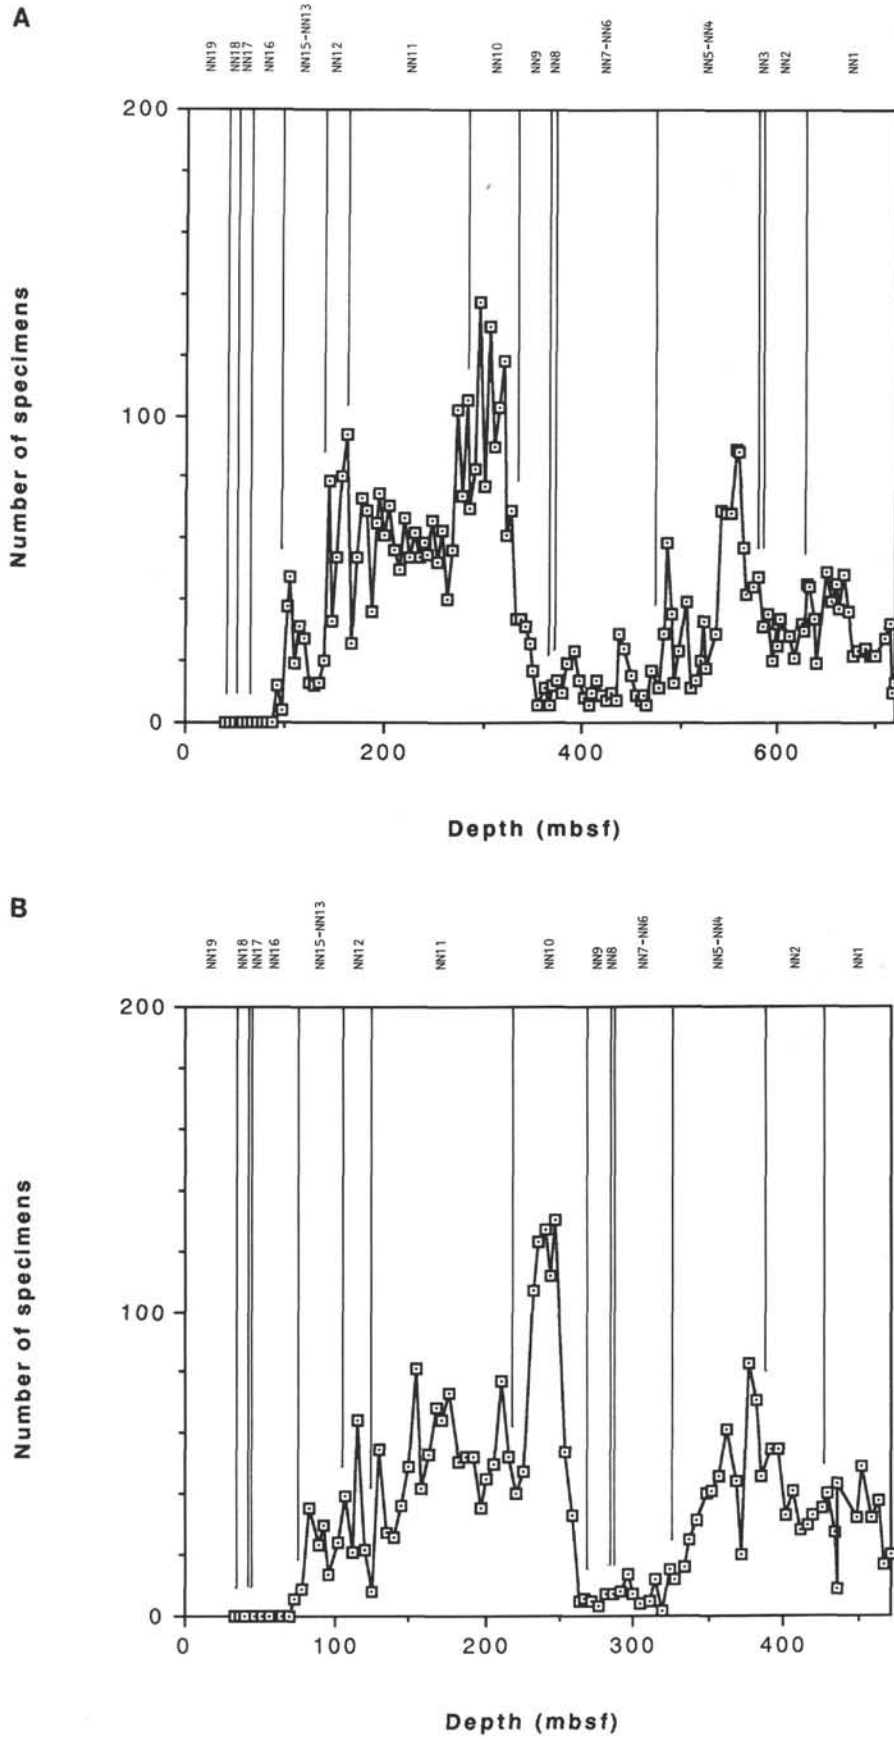 A
NN19 NN18 NN17 NN16 NN15-NN13 NN12 NN11 NN10 NN9 NN8 NN7-NN6 NN5-NN4 NN3 NN2 NN1
200
100
0
Number of specimens
0 200 400 600
Depth (mbsf)
B
NN19 NN18 NN17 NN16 NN15-NN13 NN12 NN11 NN10 NN9 NN8 NN7-NN6 NN5-NN4 NN2 NN1
200
100
0
Number of specimens
0 100 200 300 400
Depth (mbsf)